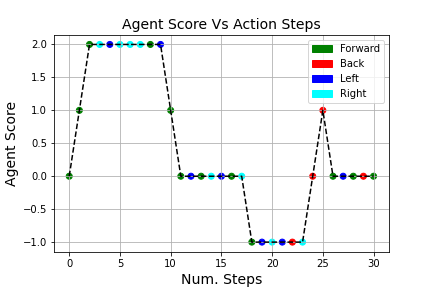 Agent Score Vs Action Steps
2.0
1.5
1.0
0.5
0.0
−0.5
−1.0
Agent Score
Forward
Back
Left
Right
0 5 10 15 20 25 30
Num. Steps